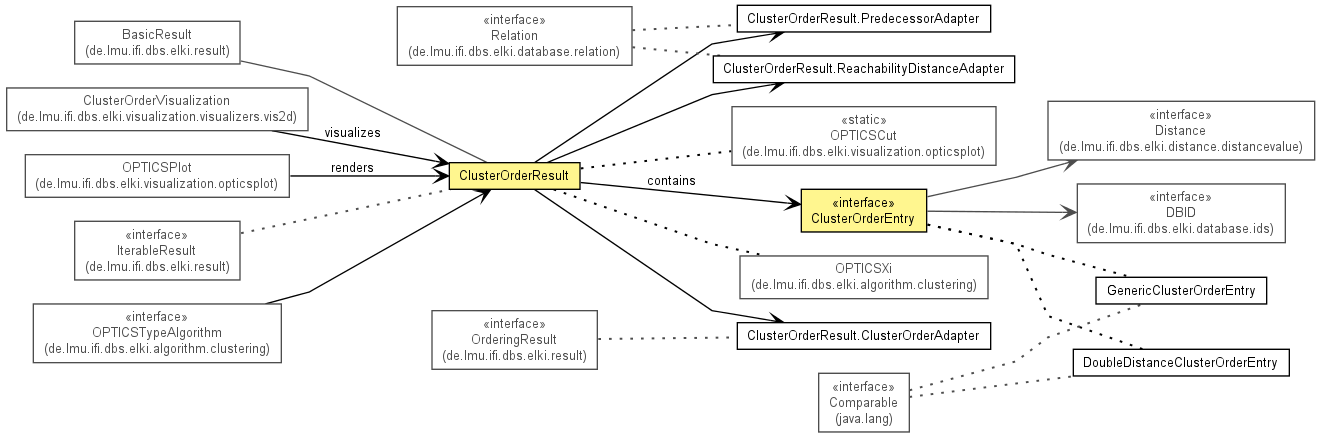 BasicResult
(de.lmu.ifi.dbs.elki.result)
ClusterOrderVisualization
(de.lmu.ifi.dbs.elki.visualization.visualizers.vis2d)
OPTICSPlot
(de.lmu.ifi.dbs.elki.visualization.opticsplot)
«interface»
IterableResult
(de.lmu.ifi.dbs.elki.result)
«interface»
OPTICSTypeAlgorithm
(de.lmu.ifi.dbs.elki.algorithm.clustering)
visualizes
renders
«interface»
Relation
(de.lmu.ifi.dbs.elki.database.relation)
ClusterOrderResult
«interface»
OrderingResult
(de.lmu.ifi.dbs.elki.result)
contains
ClusterOrderResult.PredecessorAdapter
ClusterOrderResult.ReachabilityDistanceAdapter
«static»
OPTICSCut
(de.lmu.ifi.dbs.elki.visualization.opticsplot)
«interface»
ClusterOrderEntry
OPTICSXi
(de.lmu.ifi.dbs.elki.algorithm.clustering)
ClusterOrderResult.ClusterOrderAdapter
«interface»
Comparable
(java.lang)
«interface»
Distance
(de.lmu.ifi.dbs.elki.distance.distancevalue)
«interface»
DBID
(de.lmu.ifi.dbs.elki.database.ids)
GenericClusterOrderEntry
DoubleDistanceClusterOrderEntry